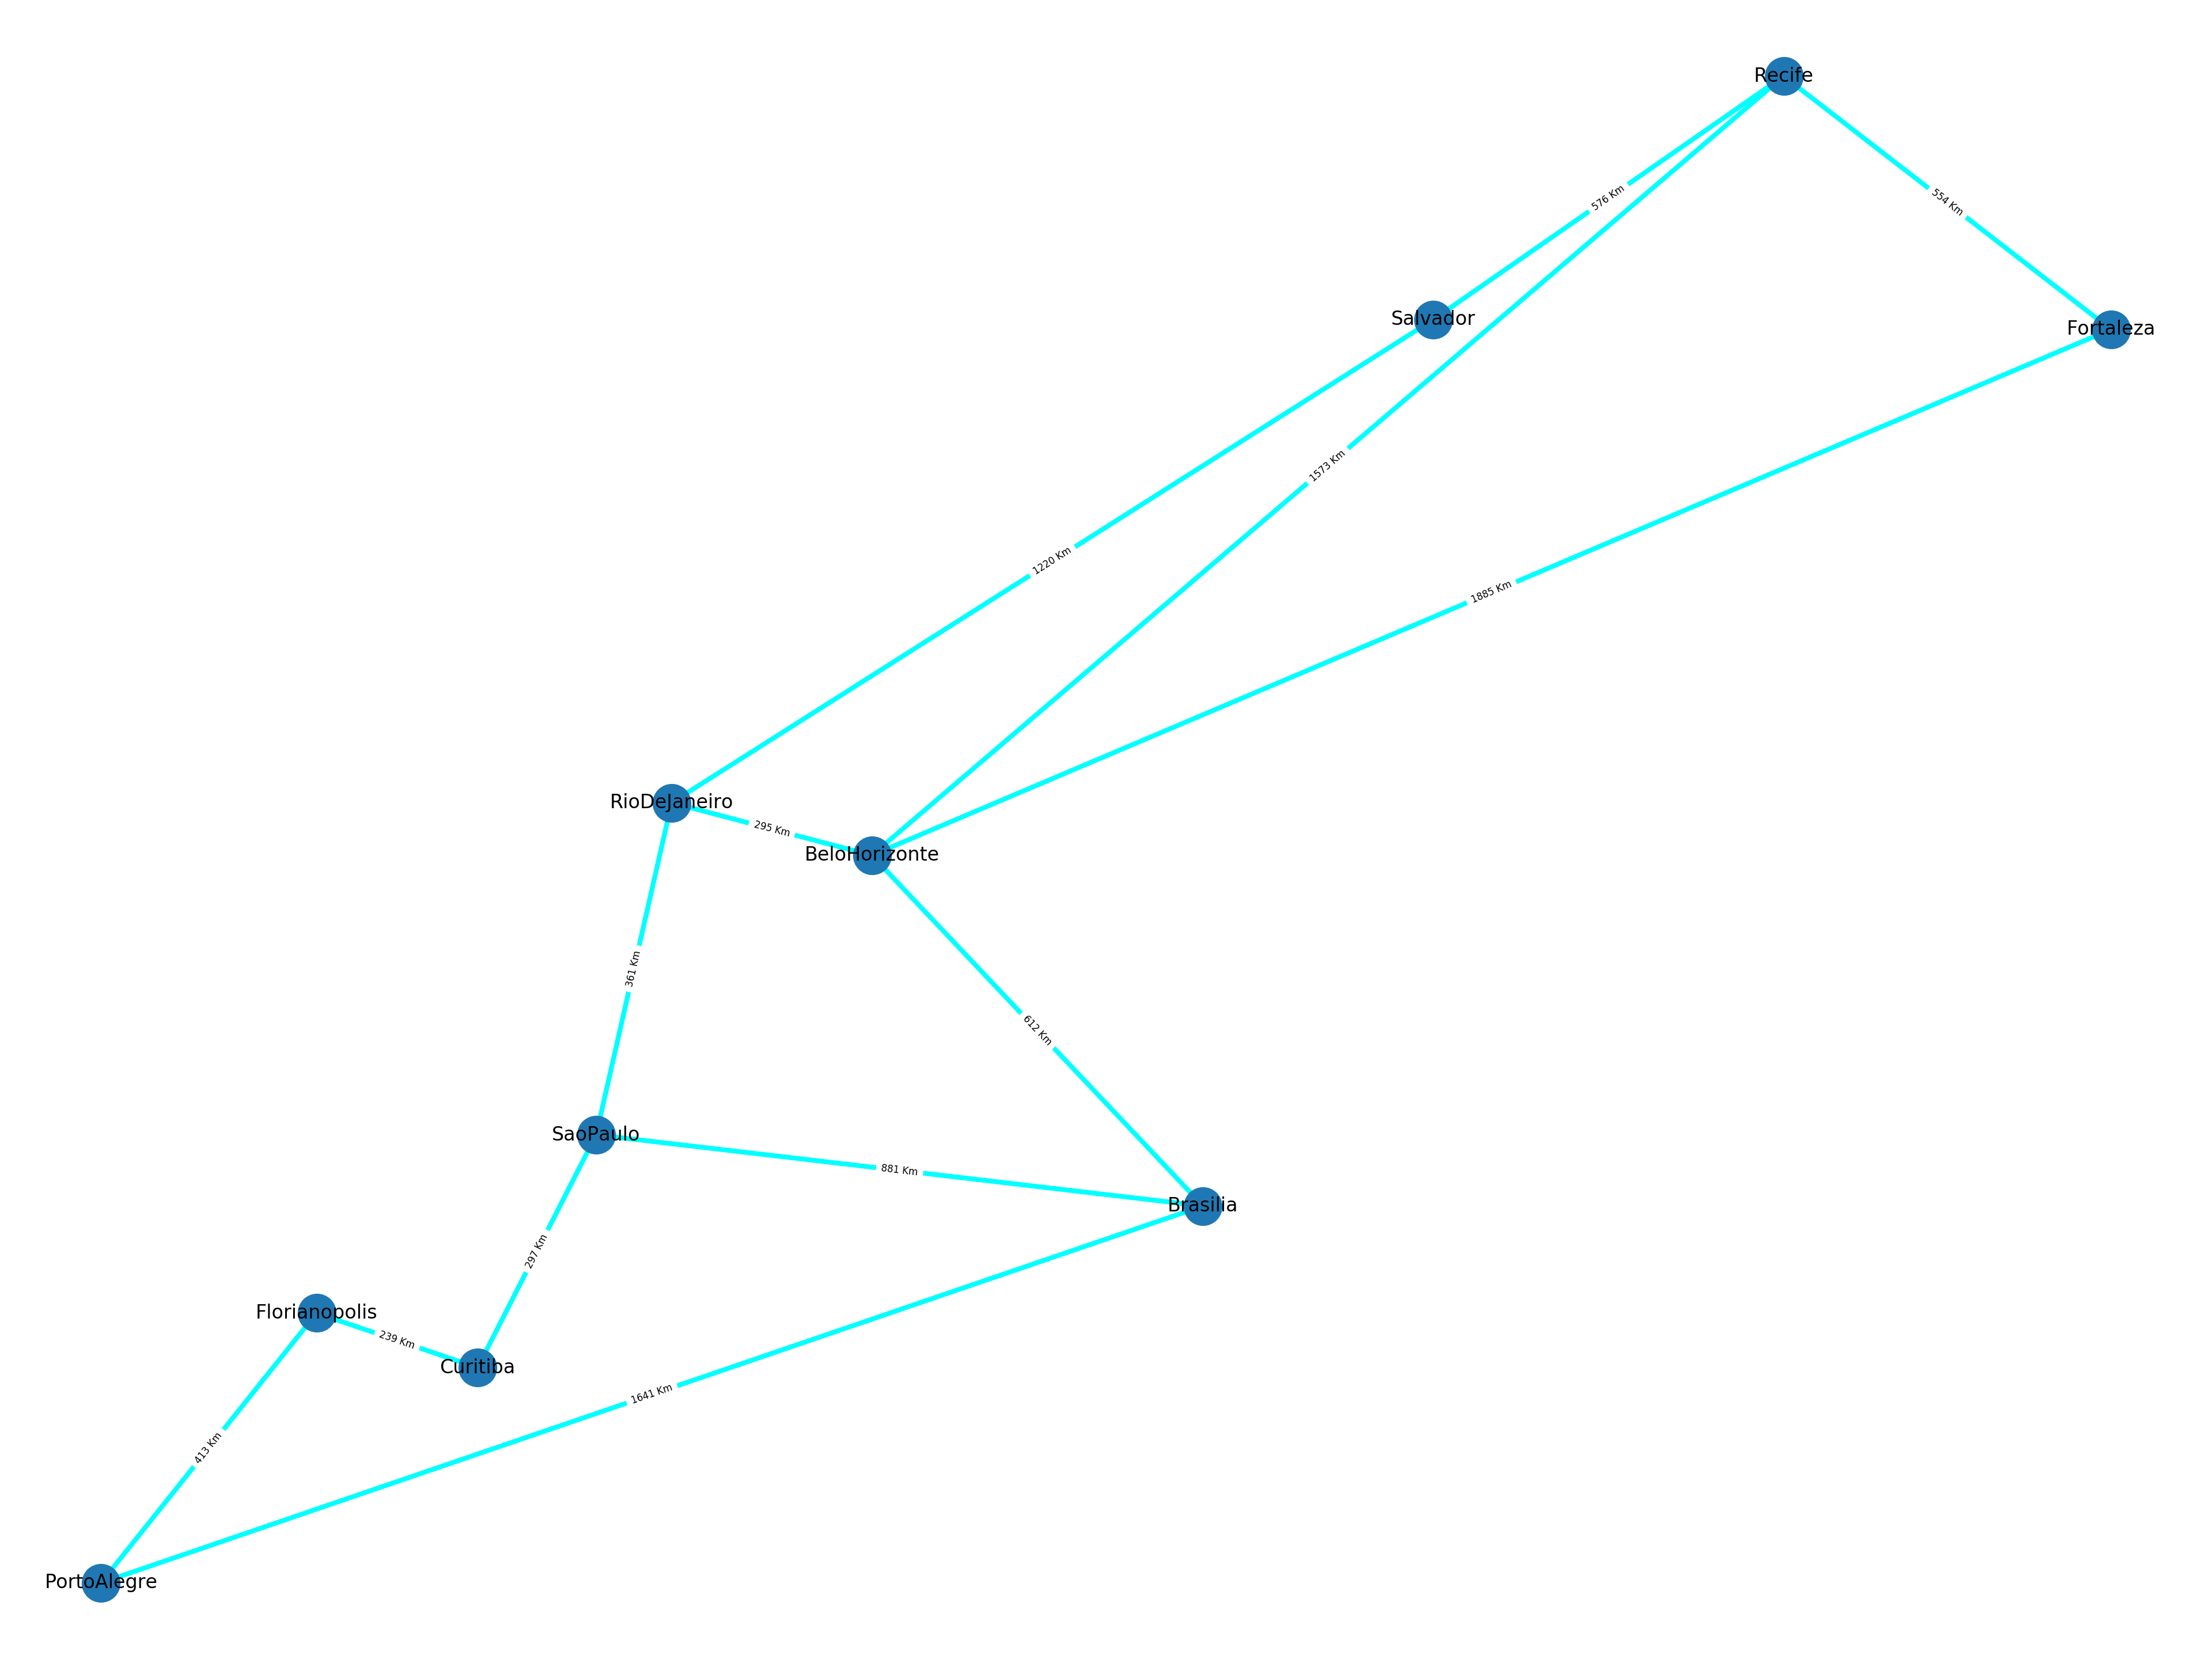 Recife
576 Km
554 Km
Salvador
Fortaleza
1573 Km
1220 Km
1885 Km
RioDeJaneiro
295 Km
BeloHorizonte
361 Km
612 Km
SaoPaulo
881 Km
Brasilia
297 Km
Florianopolis
239 Km
Curitiba
1641 Km
413 Km
PortoAlegre